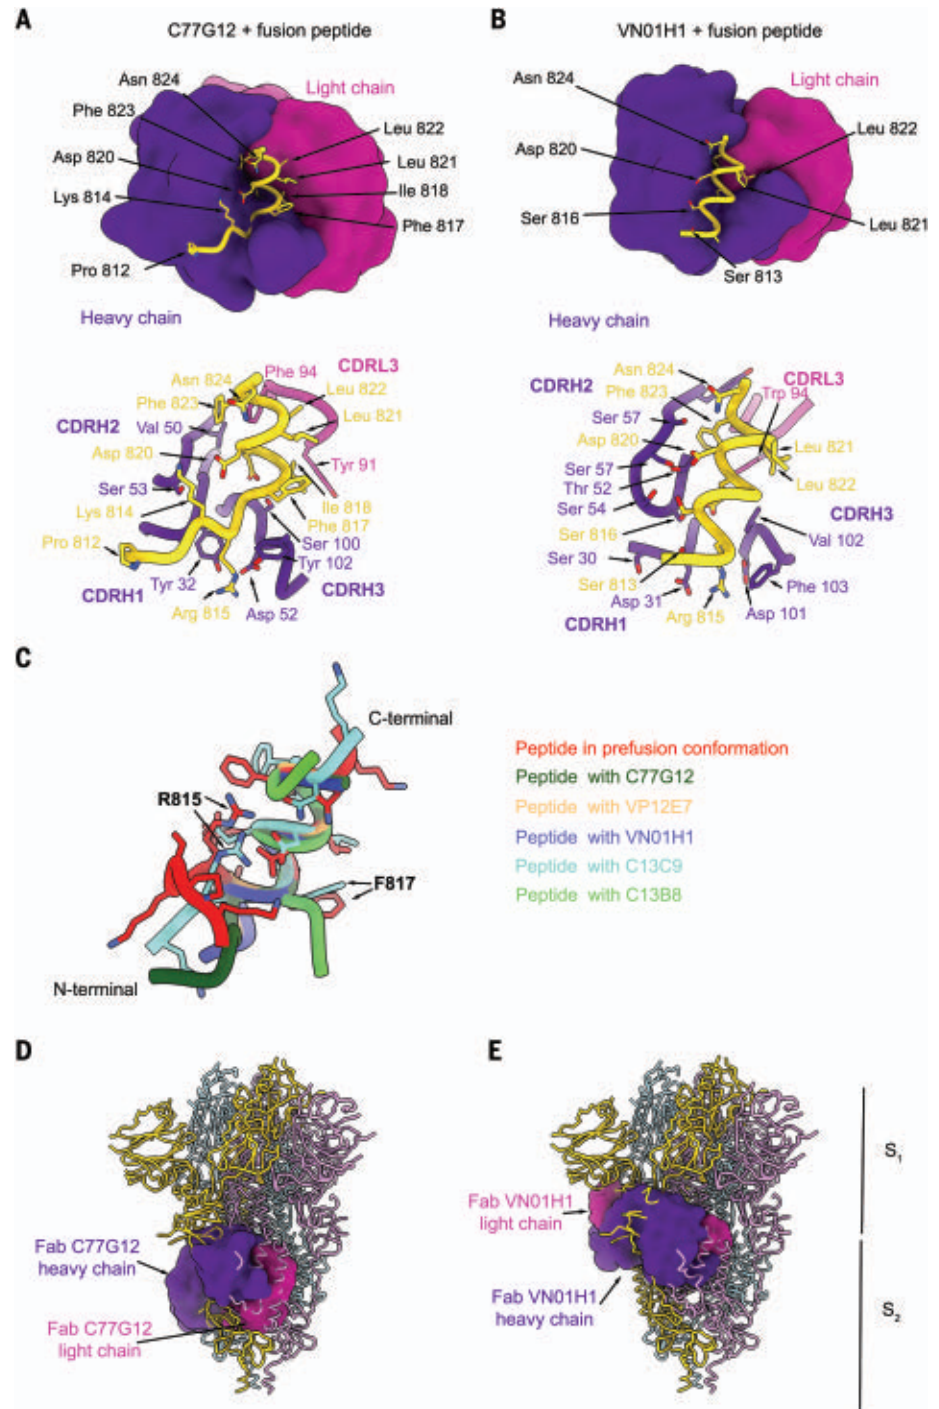 A
C77G12 + fusion peptide
Asn 824
Light chain
Phe 823
Leu 822
Asp 820
Leu 821
Lys 814
Ile 818
Phe 817
Pro 812
Heavy chain
CDRL3
Asn 824
Phe 94
Leu 822
Phe 823
Leu 821
CDRH2
Val 50
Asp 820
Tyr 91
Ser 53
Ile 818
Lys 814
Phe 817
Pro 812
Ser 100
Tyr 102
Tyr 32
CDRH1
CDRH3
Arg 815
Asp 52
B
VN01H1 + fusion peptide
Asn 824
Light chain
Leu 822
Asp 820
Ser 816
Leu 821
Ser 813
Heavy chain
Asn 824
CDRH2
Phe 823
CDRL3
Trp 94
Ser 57
Asp 820
Leu 821
Ser 57
Thr 52
Leu 822
Ser 54
CDRH3
Ser 816
Val 102
Ser 30
Ser 813
Phe 103
Asp 31
Asp 101
CDRH1
Arg 815
C
C-terminal
R815
F817
N-terminal
Peptide in prefusion conformation
Peptide with C77G12
Peptide with VP12E7
Peptide with VN01H1
Peptide with C13C9
Peptide with C13B8
D
Fab C77G12
heavy chain
Fab C77G12
light chain
E
Fab VN01H1
light chain
Fab VN01H1
heavy chain
S1
S2